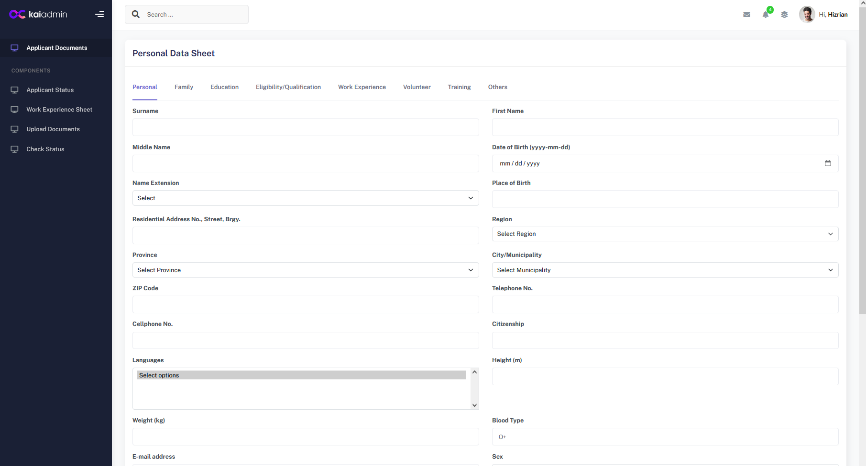 kaiadmin
Search ...
4
Hi, Hizrian
Applicant Documents
COMPONENTS
Applicant Status
Work Experience Sheet
Upload Documents
Check Status
Personal Data Sheet
Personal Family Education Eligibility/Qualification Work Experience Volunteer Training Others
Surname First Name
Middle Name Date of Birth (yyyy-mm-dd)
mm / dd / yyyy
Name Extension Place of Birth
Select
Residential Address No., Street, Brgy. Region
Select Region
Province City/Municipality
Select Province Select Municipality
ZIP Code Telephone No.
Cellphone No. Citizenship
Languages Height (m)
Select options
Weight (kg) Blood Type
O+
E-mail address Sex